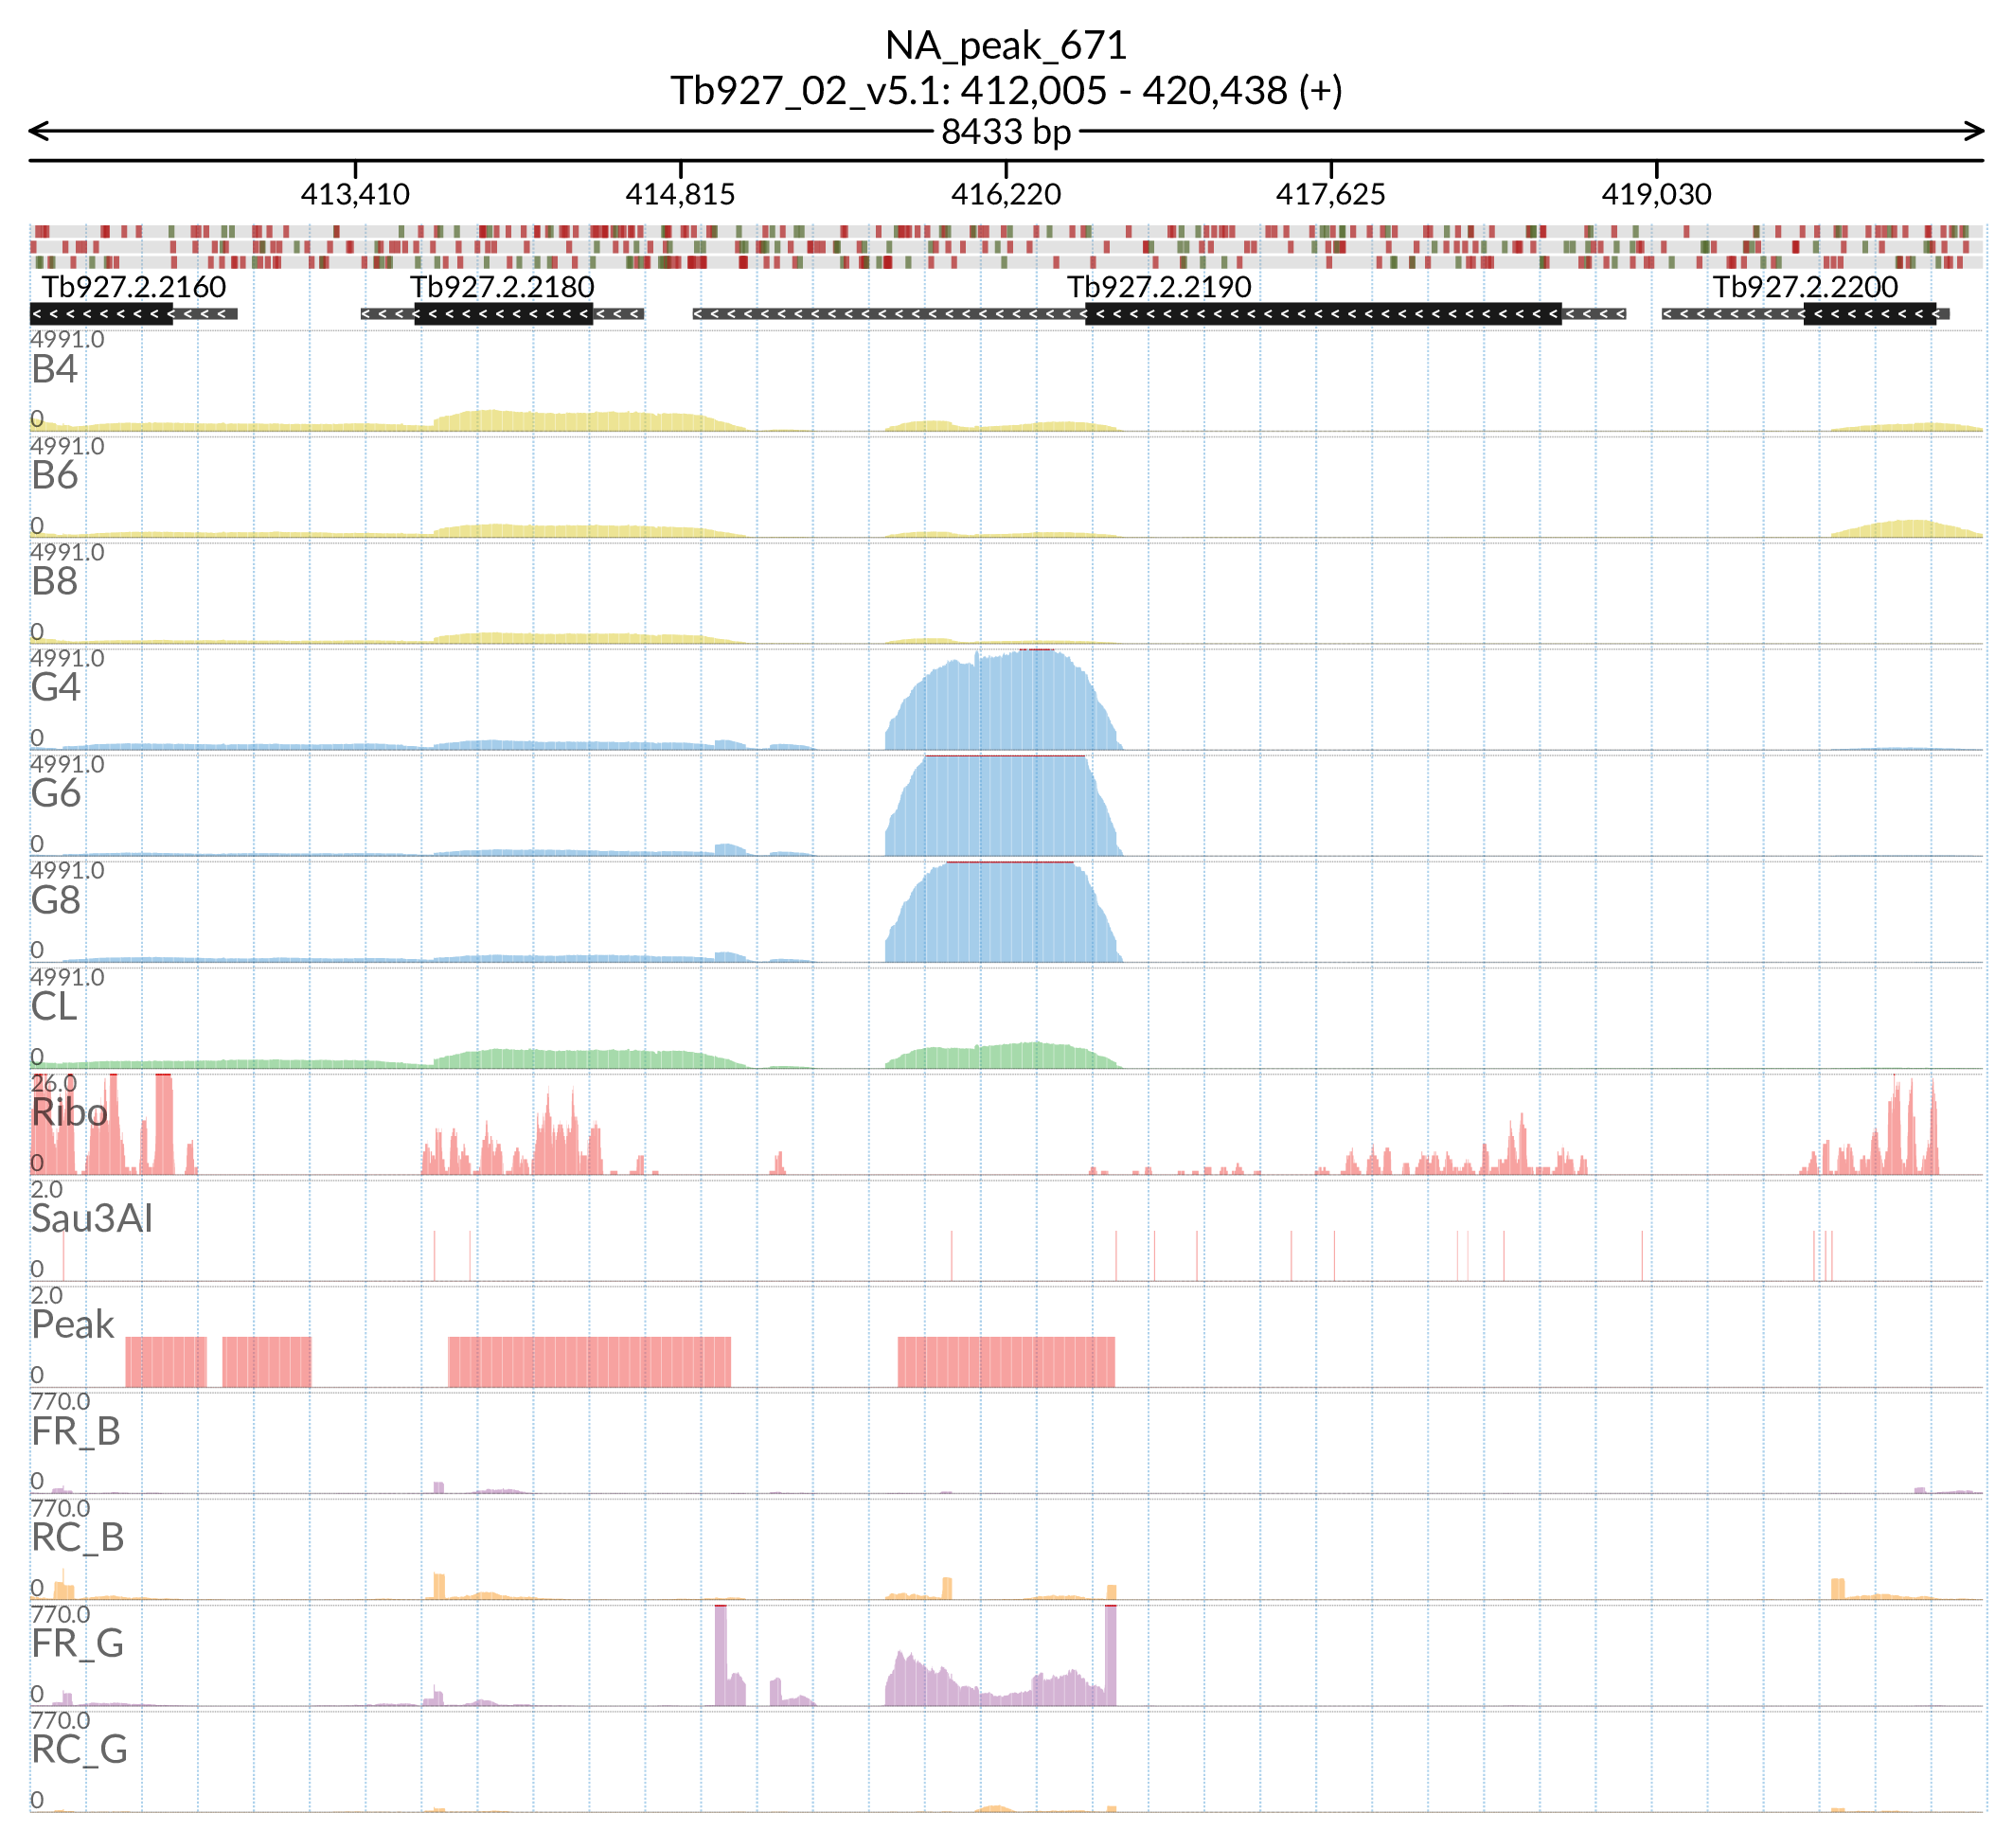 NA_peak_671
Tb927_02_v5.1: 412,005 - 420,438 (+)
8433 bp
413,410 414,815 416,220 417,625 419,030
Tb927.2.2160 Tb927.2.2180 Tb927.2.2190 Tb927.2.2200
4991.0
B4
0
4991.0
B6
0
4991.0
B8
0
4991.0
G4
0
4991.0
G6
0
4991.0
G8
0
4991.0
CL
0
26.0
Ribo
0
2.0
Sau3AI
0
2.0
Peak
0
770.0
FR_B
0
770.0
RC_B
0
770.0
FR_G
0
770.0
RC_G
0